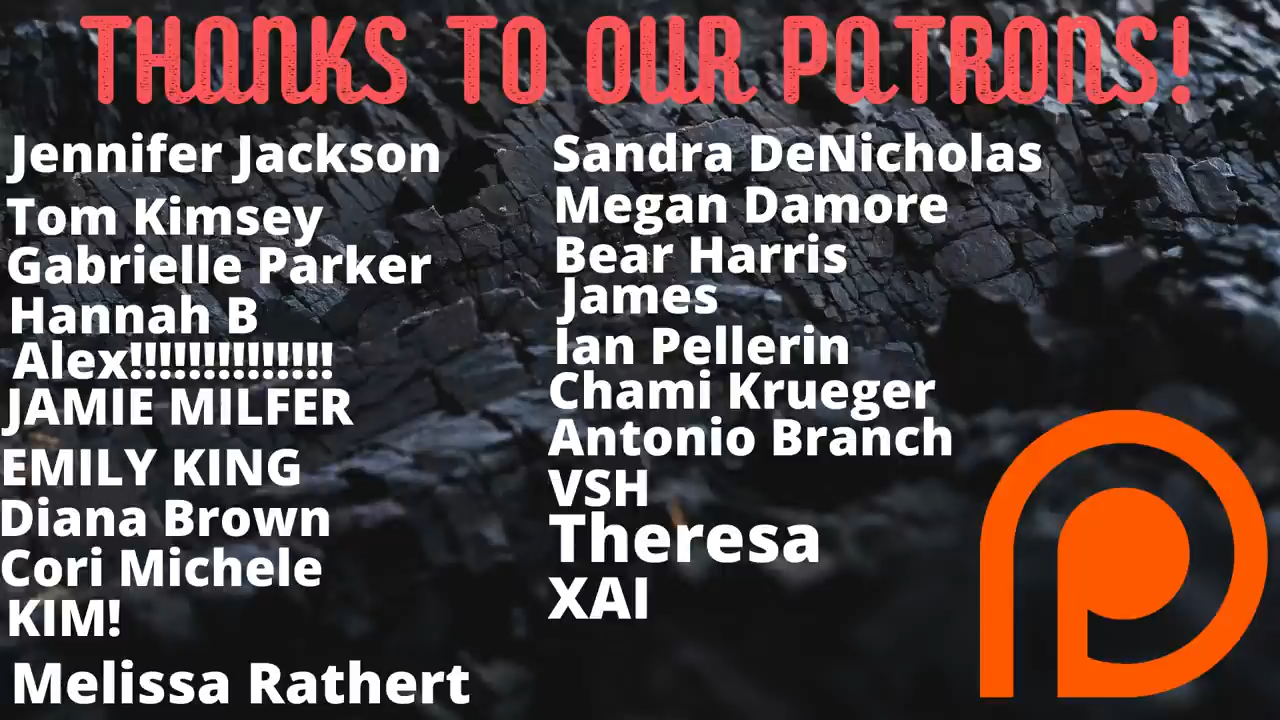 THANKS TO OUR PATRONS!
Jennifer Jackson
Tom Kimsey
Gabrielle Parker
Hannah B
Alex!!!!!!!!!!!!!!
JAMIE MILFER
EMILY KING
Diana Brown
Cori Michele
KIM!
Melissa Rathert
Sandra DeNicholas
Megan Damore
Bear Harris
James
Ian Pellerin
Chami Krueger
Antonio Branch
VSH
Theresa
XAI